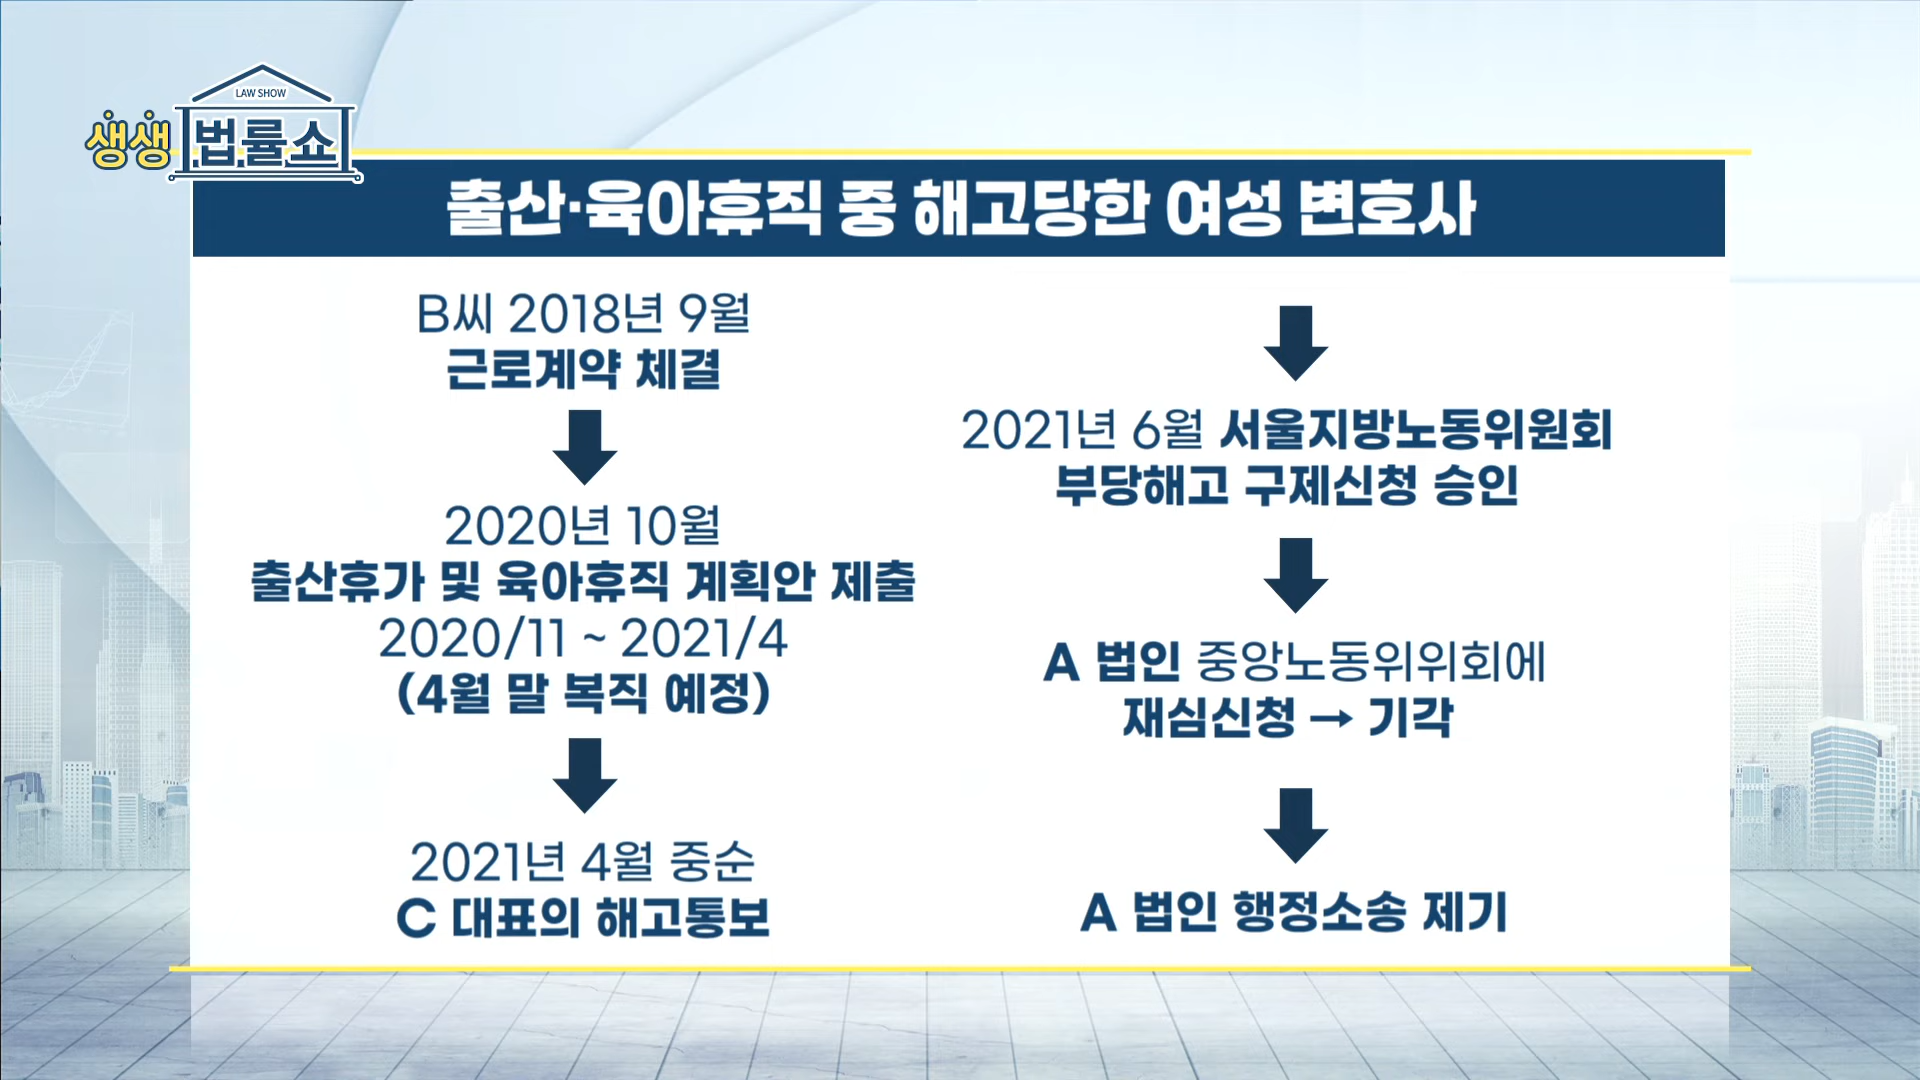 LAW SHOW
생생 법률쇼
출산·육아휴직 중 해고당한 여성 변호사
B씨 2018년 9월
근로계약 체결
2020년 10월
출산휴가 및 육아휴직 계획안 제출
2020/11 ~ 2021/4
(4월 말 복직 예정)
2021년 4월 중순
C 대표의 해고통보
2021년 6월 서울지방노동위원회
부당해고 구제신청 승인
A 법인 중앙노동위위회에
재심신청 → 기각
A 법인 행정소송 제기